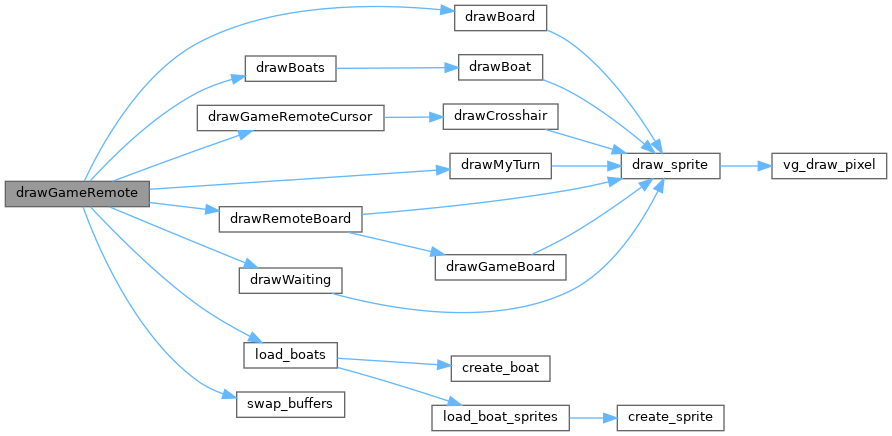 drawBoard
drawBoats
drawBoat
drawGameRemoteCursor
drawCrosshair
drawMyTurn
draw_sprite
vg_draw_pixel
drawGameRemote
drawRemoteBoard
drawGameBoard
drawWaiting
load_boats
create_boat
swap_buffers
load_boat_sprites
create_sprite